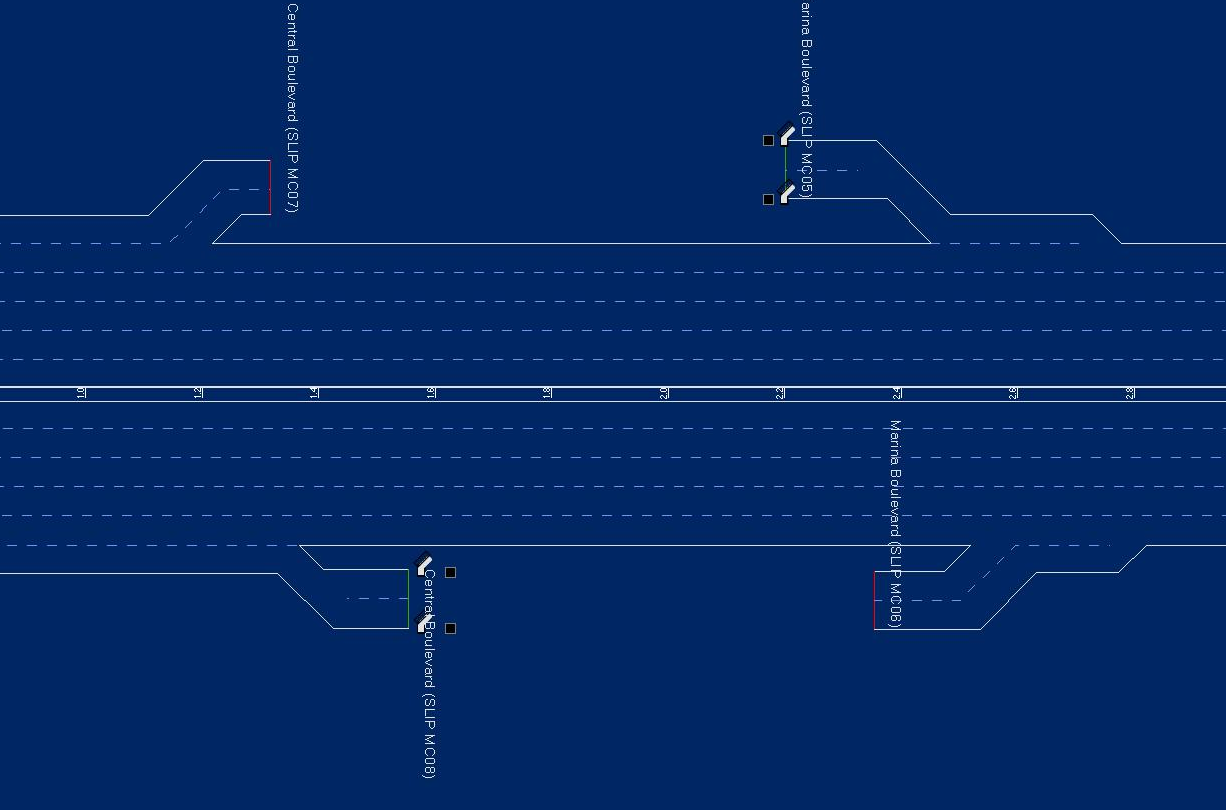 Central Boulevard (SLIP MC07)
arina Boulevard (SLIP MC05)
1.0
1.2
1.4
1.6
1.8
2.0
2.2
2.4
2.6
2.8
Marina Boulevard (SLIP MC06)
Central Boulevard (SLIP MC08)